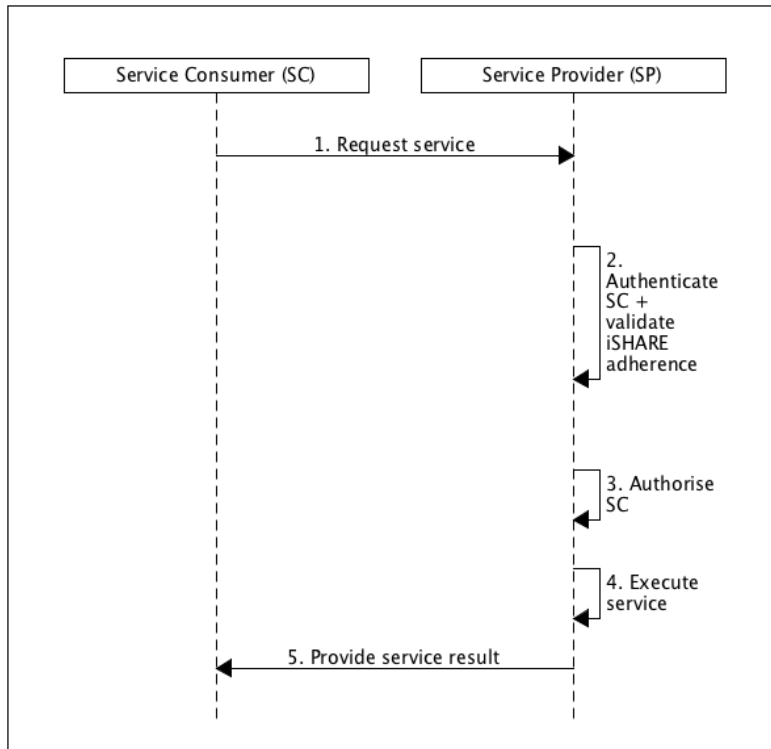 Service Consumer (SC)
Service Provider (SP)
1. Request service
2.
Authenticate
SC +
validate
iSHARE
adherence
3. Authorise
SC
4. Execute
service
5. Provide service result